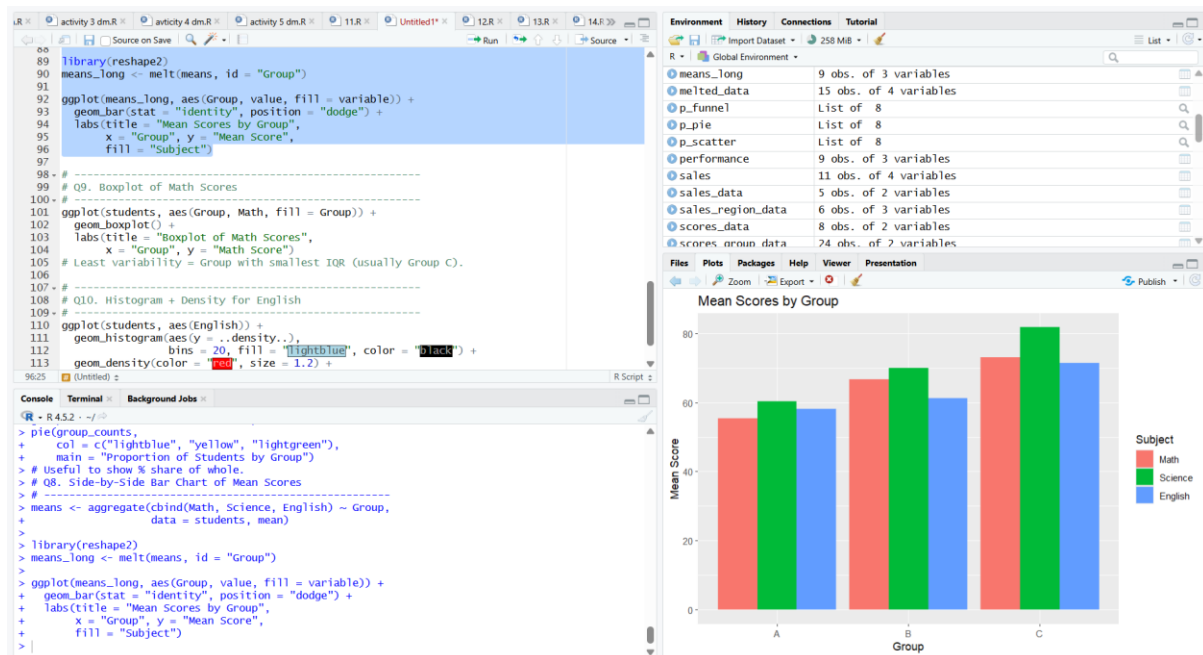 .R × activity 3 dm.R × avticity 4 dm.R × activity 5 dm.R × 11.R × Untitled1* × 12.R × 13.R × 14.R »
Source on Save Run Source
88
89 library(reshape2)
90 means_long <- melt(means, id = "Group")
91
92 ggplot(means_long, aes(Group, value, fill = variable)) +
93 geom_bar(stat = "identity", position = "dodge") +
94 labs(title = "Mean Scores by Group",
95 x = "Group", y = "Mean Score",
96 fill = "Subject")
97
98 # -----------------------------------------------------
99 # Q9. Boxplot of Math Scores
100 # -----------------------------------------------------
101 ggplot(students, aes(Group, Math, fill = Group)) +
102 geom_boxplot() +
103 labs(title = "Boxplot of Math Scores",
104 x = "Group", y = "Math Score")
105 # Least variability = Group with smallest IQR (usually Group C).
106
107 # -----------------------------------------------------
108 # Q10. Histogram + Density for English
109 # -----------------------------------------------------
110 ggplot(students, aes(English)) +
111 geom_histogram(aes(y = ..density..),
112 bins = 20, fill = "lightblue", color = "black") +
113 geom_density(color = "red", size = 1.2) +
96:25 (Untitled) R Script
Console Terminal × Background Jobs ×
R • R 4.5.2 • ~/
> pie(group_counts,
+ col = c("lightblue", "yellow", "lightgreen"),
+ main = "Proportion of Students by Group")
> # Useful to show % share of whole.
> # Q8. Side-by-Side Bar Chart of Mean Scores
> # -----------------------------------------------------
> means <- aggregate(cbind(Math, Science, English) ~ Group,
+ data = students, mean)
>
> library(reshape2)
> means_long <- melt(means, id = "Group")
>
> ggplot(means_long, aes(Group, value, fill = variable)) +
+ geom_bar(stat = "identity", position = "dodge") +
+ labs(title = "Mean Scores by Group",
+ x = "Group", y = "Mean Score",
+ fill = "Subject")
>
Environment History Connections Tutorial
Import Dataset 258 MiB List
R Global Environment
means_long 9 obs. of 3 variables
melted_data 15 obs. of 4 variables
p_funnel List of 8
p_pie List of 8
p_scatter List of 8
performance 9 obs. of 3 variables
sales 11 obs. of 4 variables
sales_data 5 obs. of 2 variables
sales_region_data 6 obs. of 3 variables
scores_data 8 obs. of 2 variables
scores_group_data 24 obs. of 2 variables
Files Plots Packages Help Viewer Presentation
Zoom Export Publish
Mean Scores by Group
80
60
40
20
0
Mean Score
A B C
Group
Subject
Math
Science
English